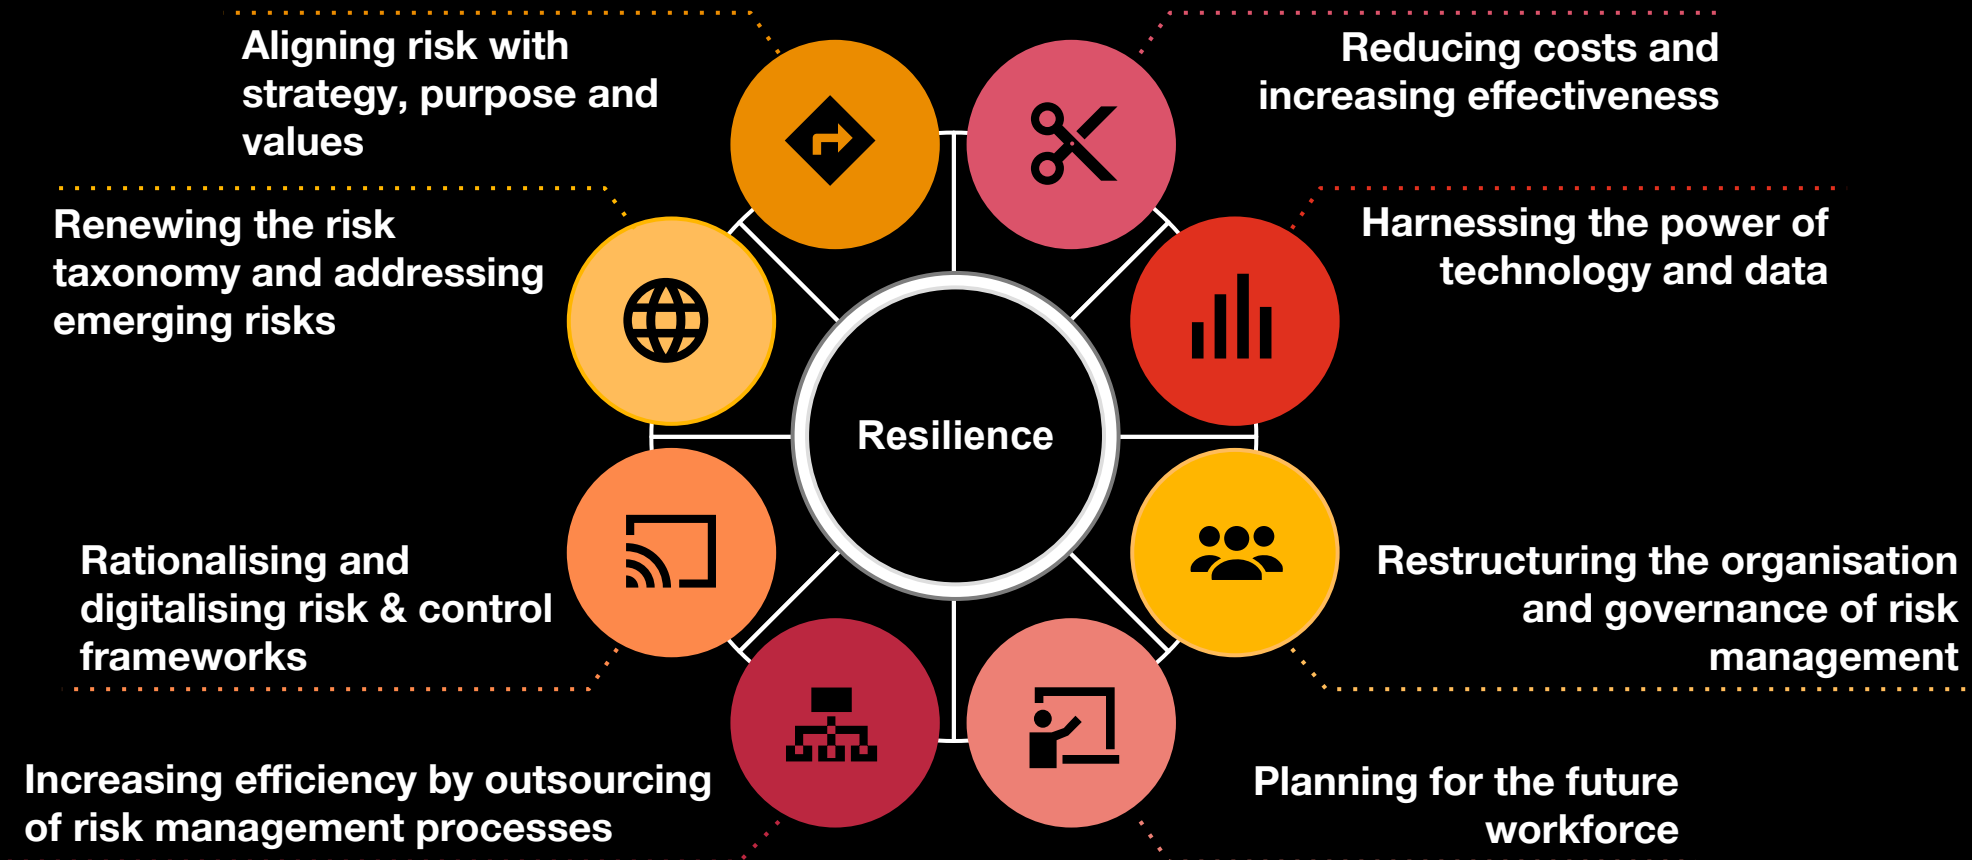 Aligning risk with
strategy, purpose and
values
Reducing costs and
increasing effectiveness
Renewing the risk
taxonomy and addressing
emerging risks
Harnessing the power of
technology and data
Resilience
Rationalising and
digitalising risk & control
frameworks
Restructuring the organisation
and governance of risk
management
Increasing efficiency by outsourcing
of risk management processes
Planning for the future
workforce